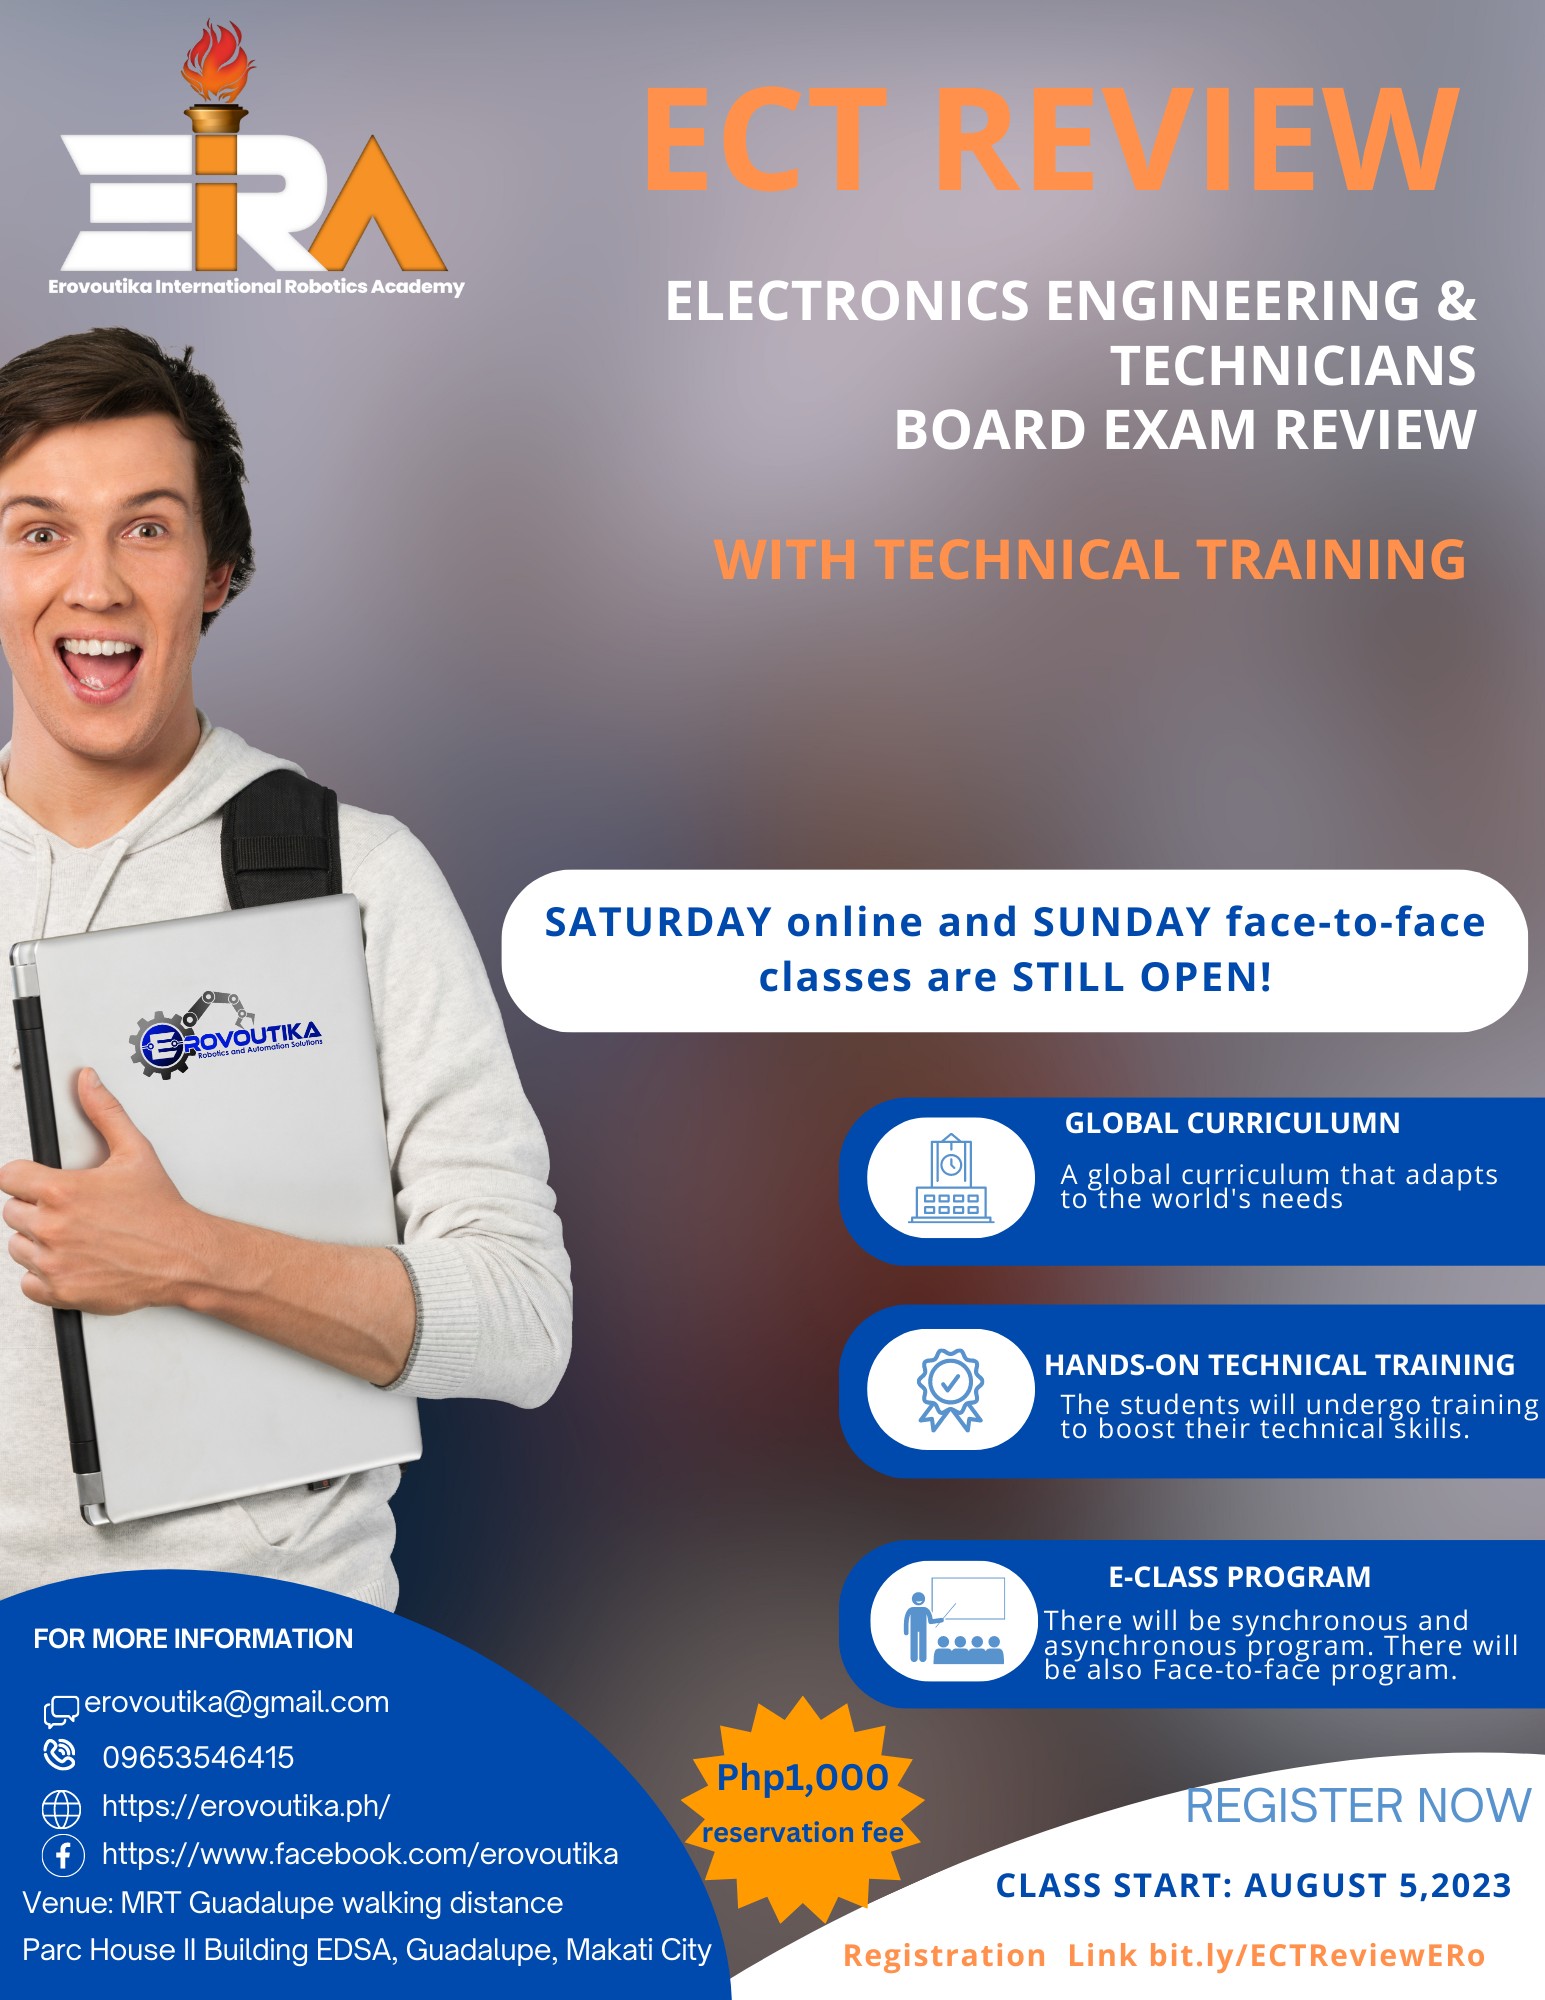 ERA
Erovoutika International Robotics Academy
ECT REVIEW
ELECTRONICS ENGINEERING &
TECHNICIANS
BOARD EXAM REVIEW
WITH TECHNICAL TRAINING
SATURDAY online and SUNDAY face-to-face
classes are STILL OPEN!
EROVOUTIKA
Robotics and Automation Solutions
GLOBAL CURRICULUMN
A global curriculum that adapts
to the world's needs
HANDS-ON TECHNICAL TRAINING
The students will undergo training
to boost their technical skills.
E-CLASS PROGRAM
There will be synchronous and
asynchronous program. There will
be also Face-to-face program.
FOR MORE INFORMATION
erovoutika@gmail.com
09653546415
https://erovoutika.ph/
https://www.facebook.com/erovoutika
Venue: MRT Guadalupe walking distance
Parc House II Building EDSA, Guadalupe, Makati City
Php1,000
reservation fee
REGISTER NOW
CLASS START: AUGUST 5,2023
Registration Link bit.ly/ECTReviewERo